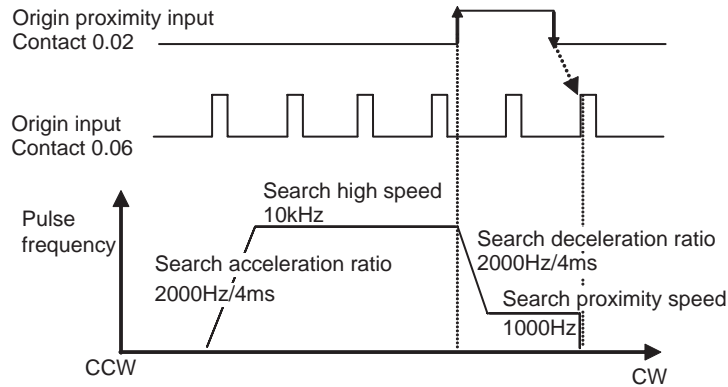 Origin proximity input
Contact 0.02
Origin input
Contact 0.06
Pulse
frequency
Search high speed
10kHz
Search acceleration ratio
2000Hz/4ms
Search deceleration ratio
2000Hz/4ms
Search proximity speed
1000Hz
CCW
CW